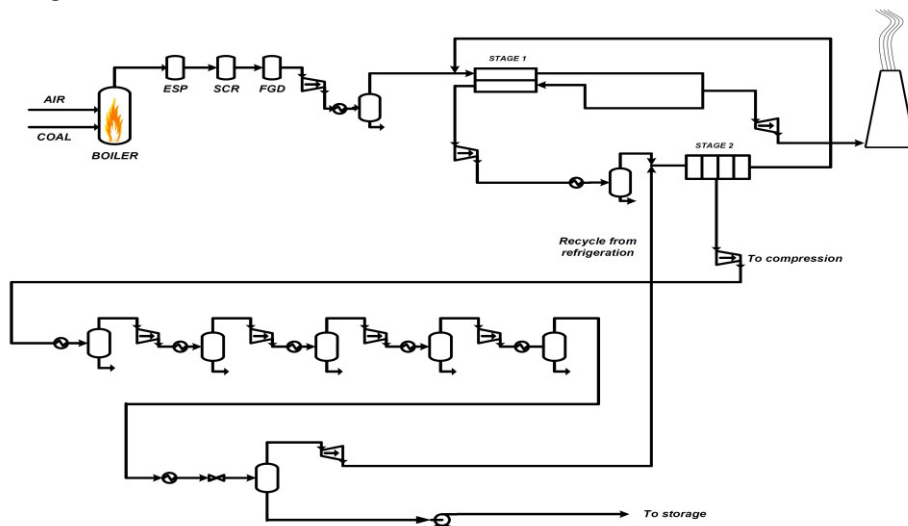 STAGE 1
ESP
SCR
FGD
AIR
COAL
BOILER
STAGE 2
Recycle from
refrigeration
To compression
To storage